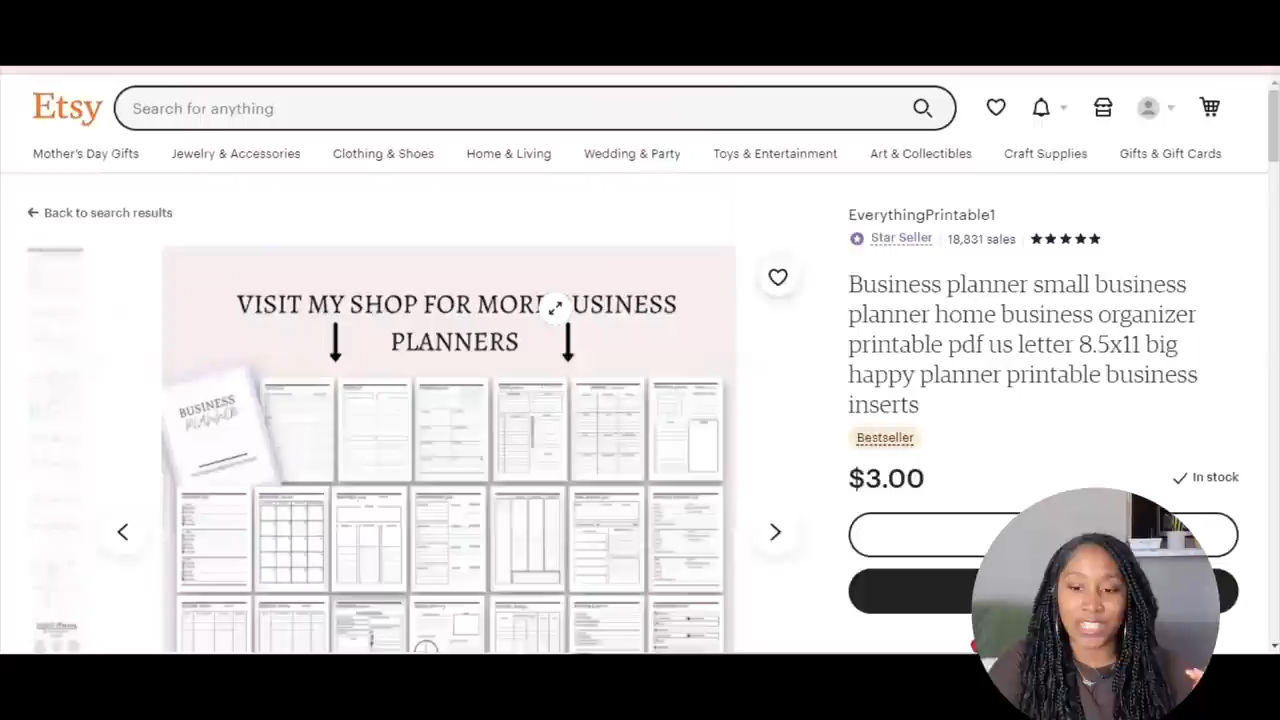 Etsy
Search for anything
Mother's Day Gifts
Jewelry & Accessories
Clothing & Shoes
Home & Living
Wedding & Party
Toys & Entertainment
Art & Collectibles
Craft Supplies
Gifts & Gift Cards
Back to search results
EverythingPrintable1
Star Seller
18,831 sales
VISIT MY SHOP FOR MORE BUSINESS
PLANNERS
BUSINESS
PLANNER
Business planner small business
planner home business organizer
printable pdf us letter 8.5x11 big
happy planner printable business
inserts
Bestseller
$3.00
In stock